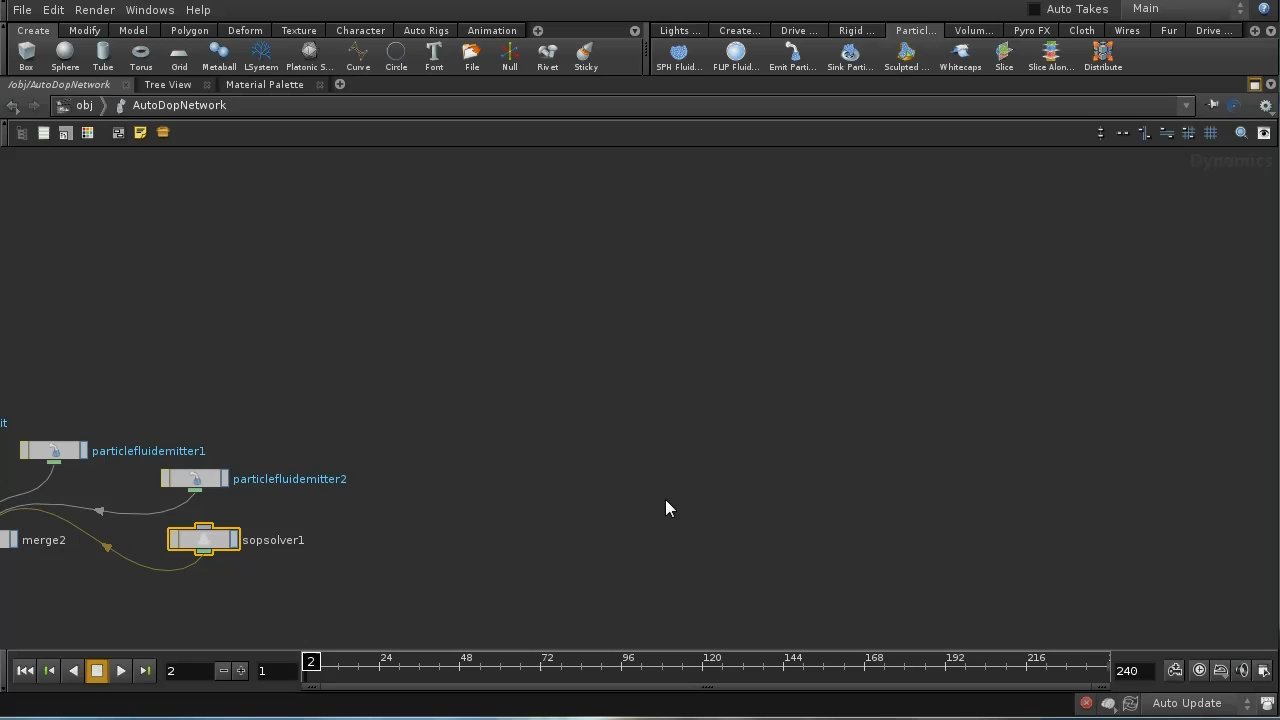 File Edit Render Windows Help Auto Takes Main
Create Modify Model Polygon Deform Texture Character Auto Rigs Animation Lights ... Create... Drive ... Rigid ... Particl... Volum... Pyro FX Cloth Wires Fur Drive ...
Box Sphere Tube Torus Grid Metaball LSystem Platonic S... Curve Circle Font File Null Rivet Sticky SPH Fluid... FLIP Fluid... Emit Parti... Sink Parti... Sculpted ... Whitecaps Slice Slice Alon... Distribute
/obj/AutoDopNetwork Tree View Material Palette
obj AutoDopNetwork
Dynamics
it
particlefluidemitter1
particlefluidemitter2
merge2 sopsolver1
2 24 48 72 96 120 144 168 192 216
2 1 240
Auto Update